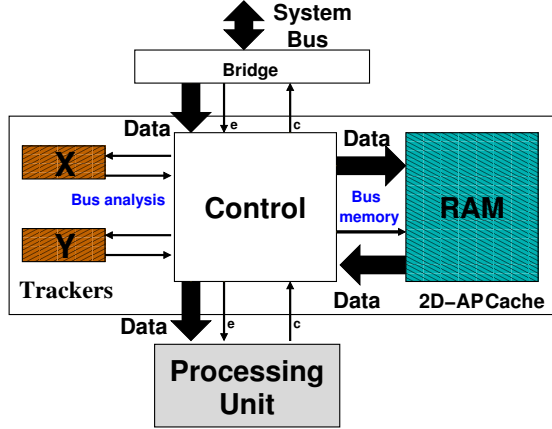 System
Bus
Bridge
Data
e
c
Data
X
Bus analysis
Control
Bus
memory
RAM
Y
Trackers
Data
2D-APCache
Data
e
c
Processing
Unit